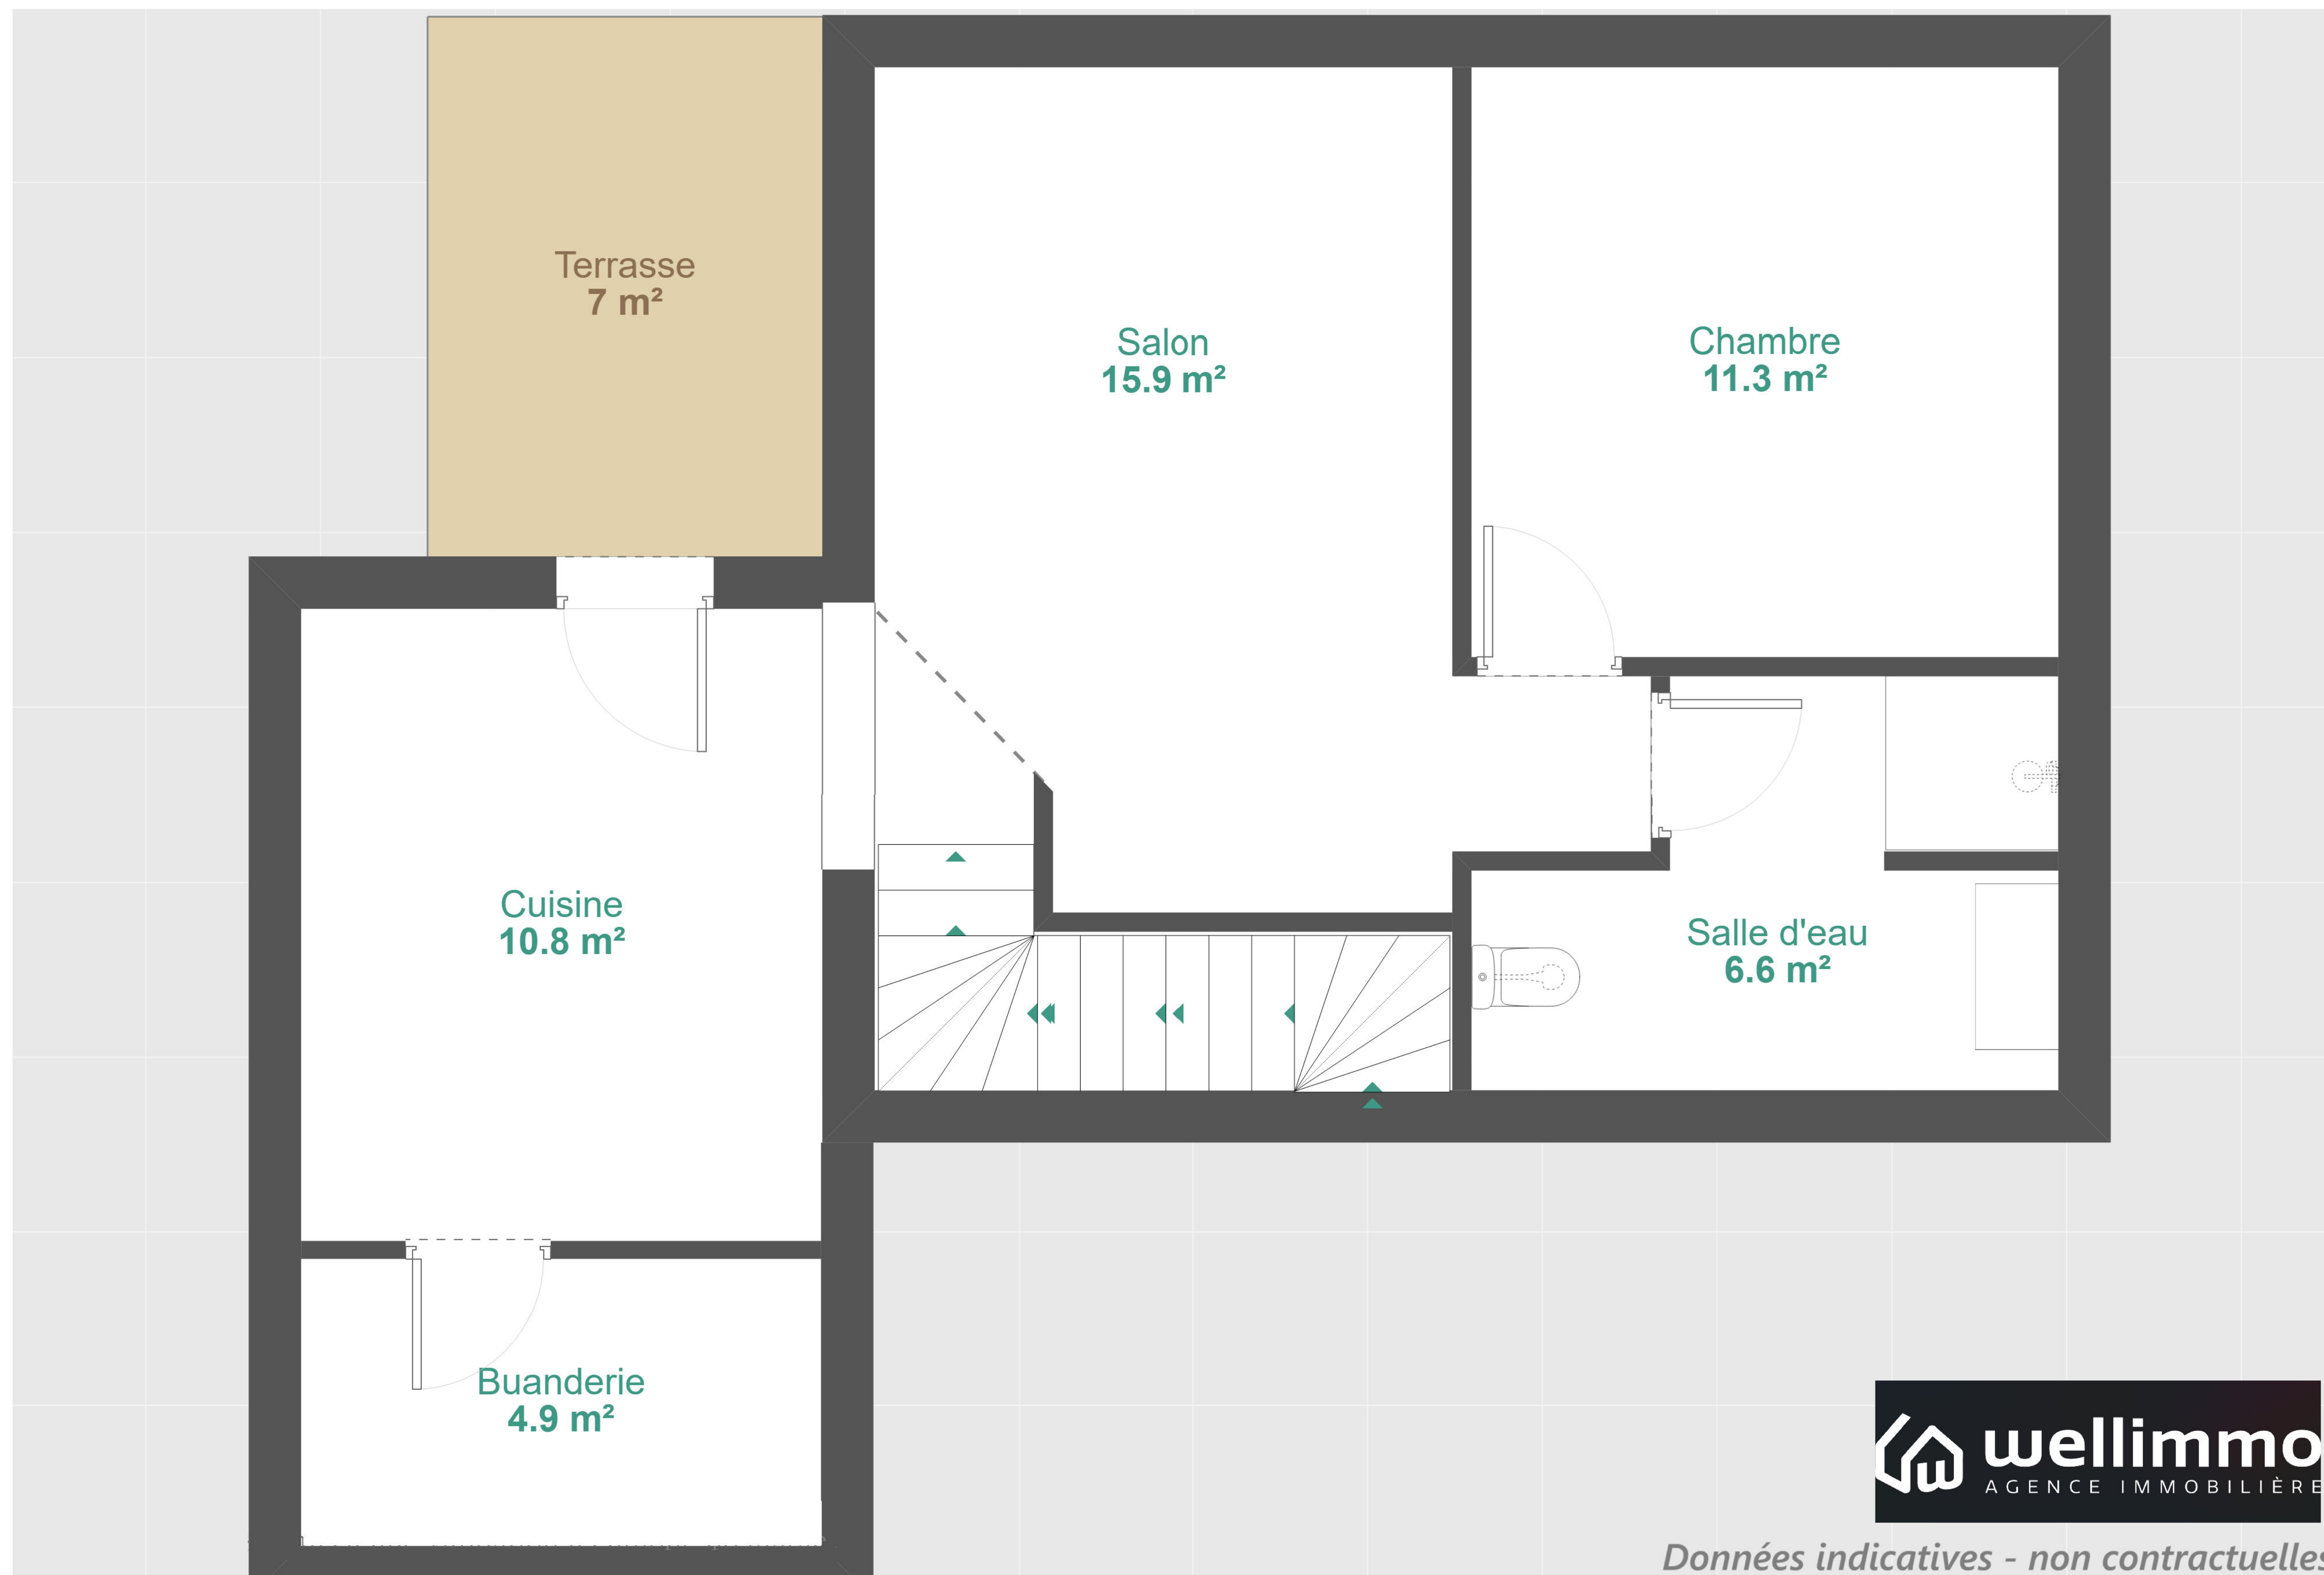 Terrasse
7 m²
Salon
15.9 m²
Chambre
11.3 m²
Cuisine
10.8 m²
Salle d'eau
6.6 m²
Buanderie
4.9 m²
wellimmo
AGENCE IMMOBILIÈRE
Données indicatives - non contractuelles